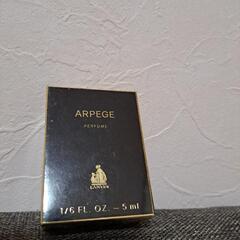 ARPEGE
PERFUME
LANVIN
1/6 FL. OZ. – 5 ml